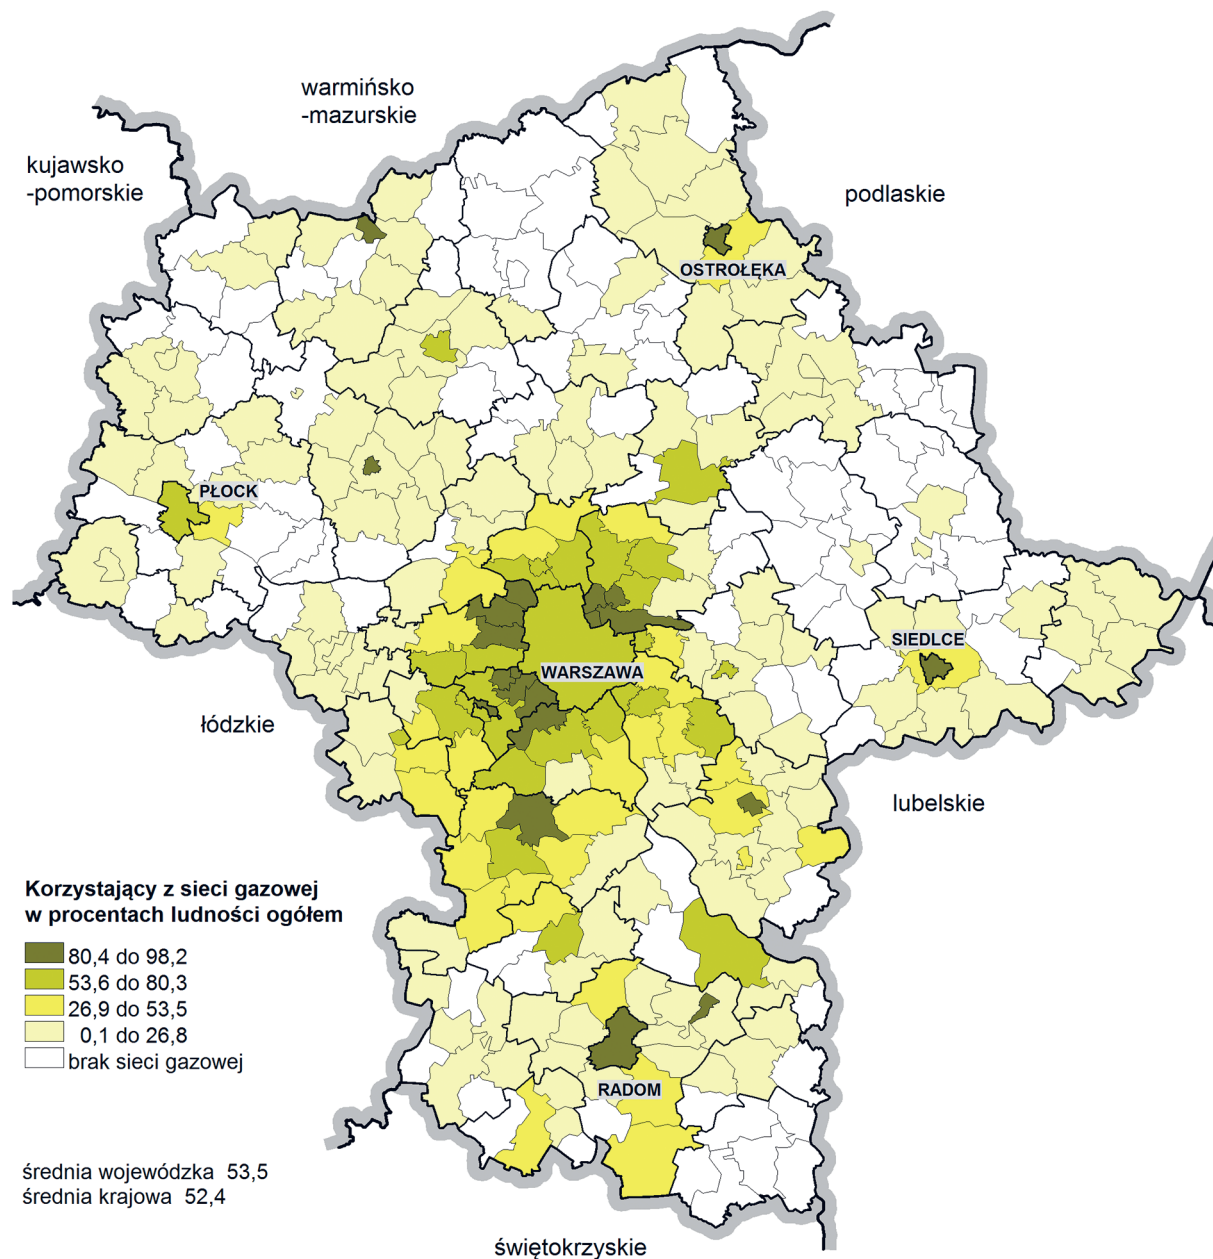 warmińsko
-mazurskie
kujawsko
-pomorskie
podlaskie
OSTROŁĘKA
PŁOCK
SIEDLCE
WARSZAWA
łódzkie
lubelskie
Korzystający z sieci gazowej
w procentach ludności ogółem
80,4 do 98,2
53,6 do 80,3
26,9 do 53,5
0,1 do 26,8
brak sieci gazowej
RADOM
średnia wojewódzka 53,5
średnia krajowa 52,4
świętokrzyskie